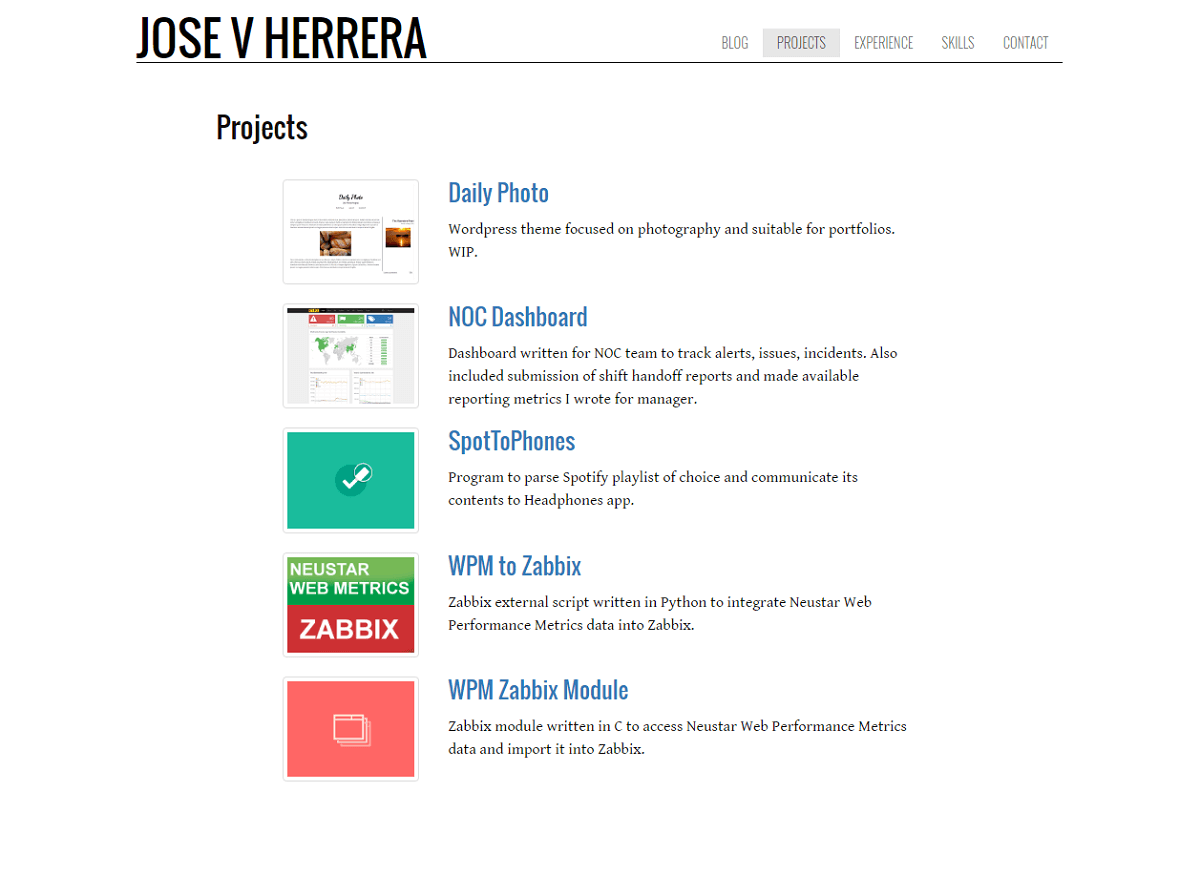 JOSE V HERRERA
BLOG PROJECTS EXPERIENCE SKILLS CONTACT
Projects
Daily Photo
Daily Photo
Wordpress theme focused on photography and suitable for portfolios.
WIP.
NOC Dashboard
Dashboard written for NOC team to track alerts, issues, incidents. Also
included submission of shift handoff reports and made available
reporting metrics I wrote for manager.
SpotToPhones
Program to parse Spotify playlist of choice and communicate its
contents to Headphones app.
NEUSTAR
WEB METRICS
ZABBIX
WPM to Zabbix
Zabbix external script written in Python to integrate Neustar Web
Performance Metrics data into Zabbix.
WPM Zabbix Module
Zabbix module written in C to access Neustar Web Performance Metrics
data and import it into Zabbix.